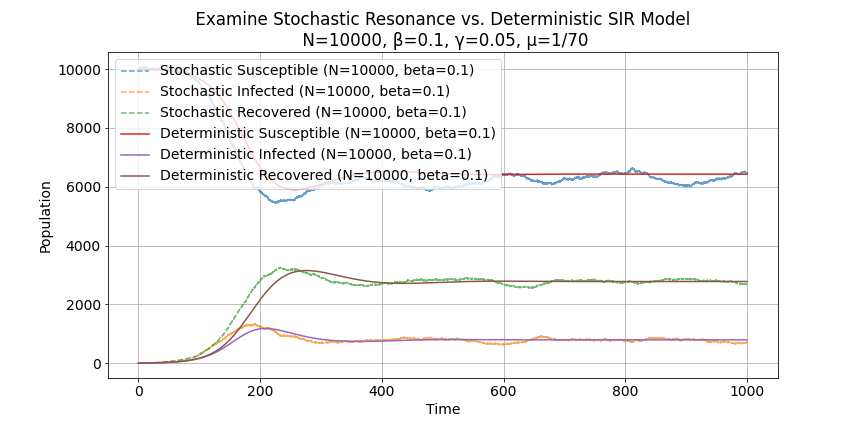 Examine Stochastic Resonance vs. Deterministic SIR Model
N=10000, β=0.1, γ=0.05, μ=1/70
Population
10000
8000
6000
4000
2000
0
Stochastic Susceptible (N=10000, beta=0.1)
Stochastic Infected (N=10000, beta=0.1)
Stochastic Recovered (N=10000, beta=0.1)
Deterministic Susceptible (N=10000, beta=0.1)
Deterministic Infected (N=10000, beta=0.1)
Deterministic Recovered (N=10000, beta=0.1)
0 200 400 600 800 1000
Time